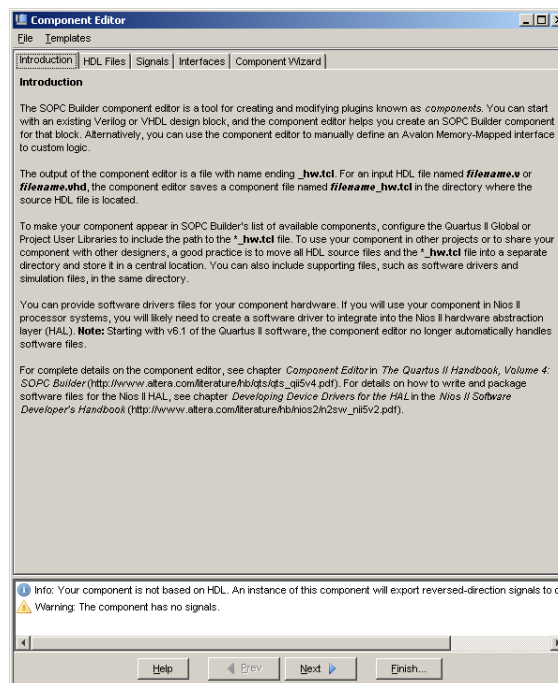 Component Editor
File Templates
Introduction HDL Files Signals Interfaces Component Wizard
Introduction
The SOPC Builder component editor is a tool for creating and modifying plugins known as components. You can start
with an existing Verilog or VHDL design block, and the component editor helps you create an SOPC Builder component
for that block. Alternatively, you can use the component editor to manually define an Avalon Memory-Mapped interface
to custom logic.
The output of the component editor is a file with name ending _hw.tcl. For an input HDL file named filename.v or
filename.vhd, the component editor saves a component file named filename_hw.tcl in the directory where the
source HDL file is located.
To make your component appear in SOPC Builder's list of available components, configure the Quartus II Global or
Project User Libraries to include the path to the *_hw.tcl file. To use your component in other projects or to share your
component with other designers, a good practice is to move all HDL source files and the *_hw.tcl file into a separate
directory and store it in a central location. You can also include supporting files, such as software drivers and
simulation files, in the same directory.
You can provide software drivers files for your component hardware. If you will use your component in Nios II
processor systems, you will likely need to create a software driver to integrate into the Nios II hardware abstraction
layer (HAL). Note: Starting with v6.1 of the Quartus II software, the component editor no longer automatically handles
software files.
For complete details on the component editor, see chapter Component Editor in The Quartus II Handbook, Volume 4:
SOPC Builder (http://www.altera.com/literature/hb/qts/qts_qii5v4.pdf). For details on how to write and package
software files for the Nios II HAL, see chapter Developing Device Drivers for the HAL in the Nios II Software
Developer's Handbook (http://www.altera.com/literature/hb/nios2/n2sw_nii5v2.pdf).
Info: Your component is not based on HDL. An instance of this component will export reversed-direction signals to
Warning: The component has no signals.
Help Prev Next Finish...